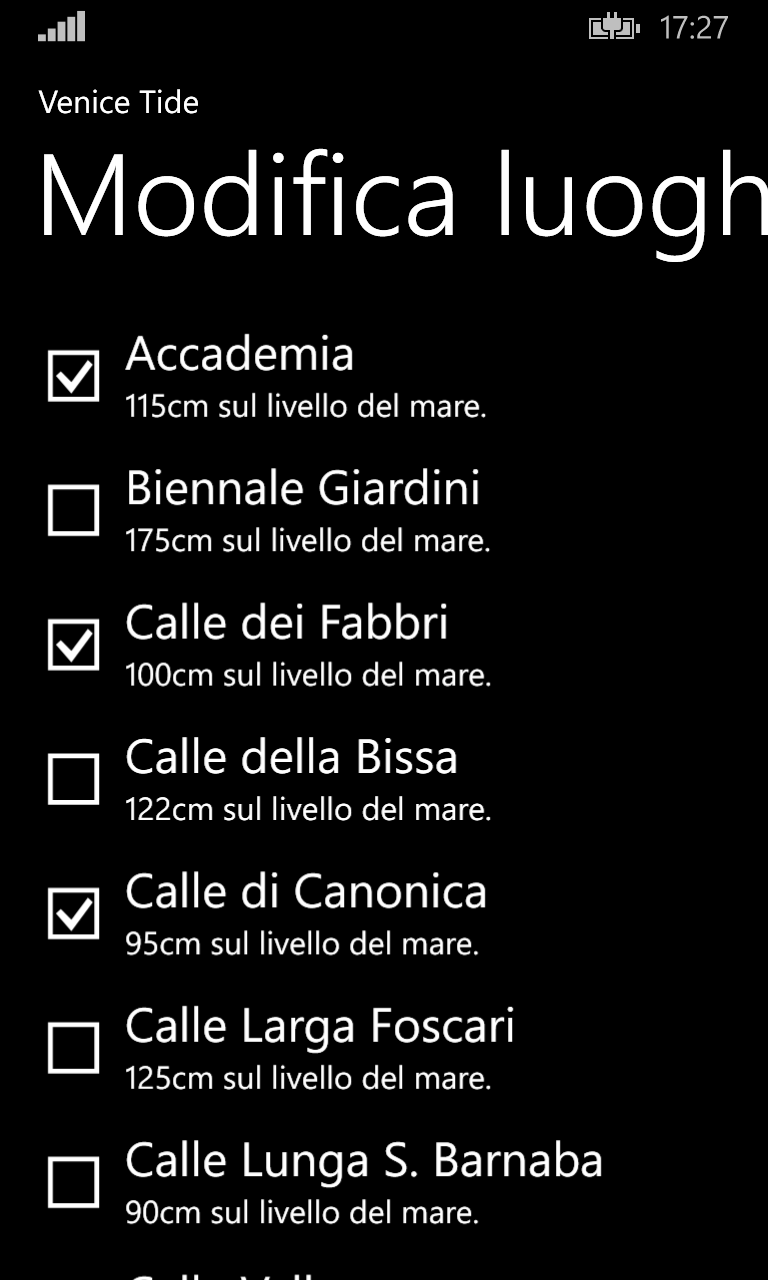 17:27
Venice Tide
Modifica luogh
Accademia
115cm sul livello del mare.
Biennale Giardini
175cm sul livello del mare.
Calle dei Fabbri
100cm sul livello del mare.
Calle della Bissa
122cm sul livello del mare.
Calle di Canonica
95cm sul livello del mare.
Calle Larga Foscari
125cm sul livello del mare.
Calle Lunga S. Barnaba
90cm sul livello del mare.